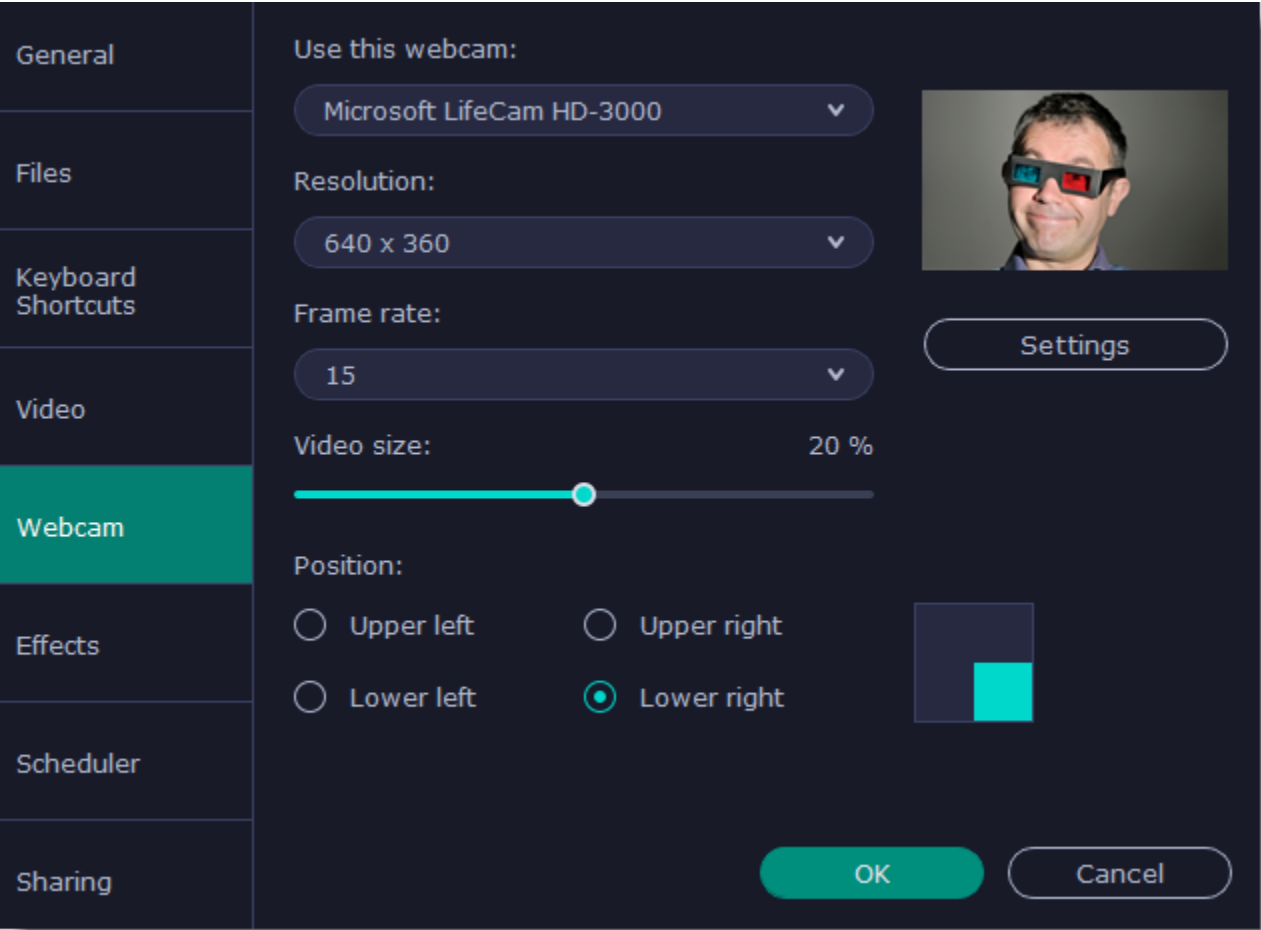 General
Files
Keyboard
Shortcuts
Video
Webcam
Effects
Scheduler
Sharing
Use this webcam:
Microsoft LifeCam HD-3000
Resolution:
640 x 360
Frame rate:
15
Video size: 20 %
Position:
Upper left Upper right
Lower left Lower right
Settings
OK Cancel